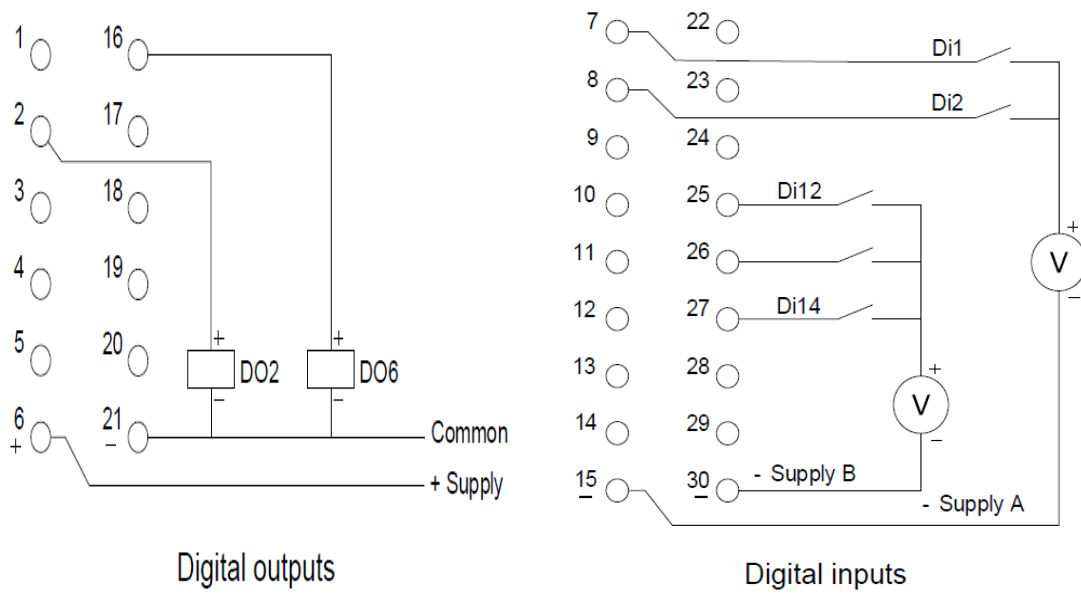 1 16
2 17
3 18
4 19
5 20
+ +
DO2 DO6
− −
6 21
+ −
Common
+ Supply
Digital outputs
7 22
Di1
8 23
Di2
9 24
10 25 Di12
+
11 26
V
−
12 27 Di14
13 28
+
V
−
14 29
15 30 - Supply B
− −
- Supply A
Digital inputs